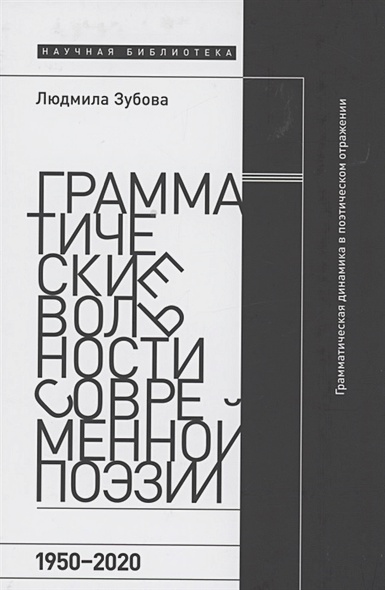 НАУЧНАЯ БИБЛИОТЕКА
Людмила Зубова
ГРАММА
ТИЧЕ
СКИЕ
ВОЛЬ
НОСТИ
СОВРЕ
МЕННОЙ
ПОЭЗИИ
1950–2020
Грамматическая динамика в поэтическом отражении